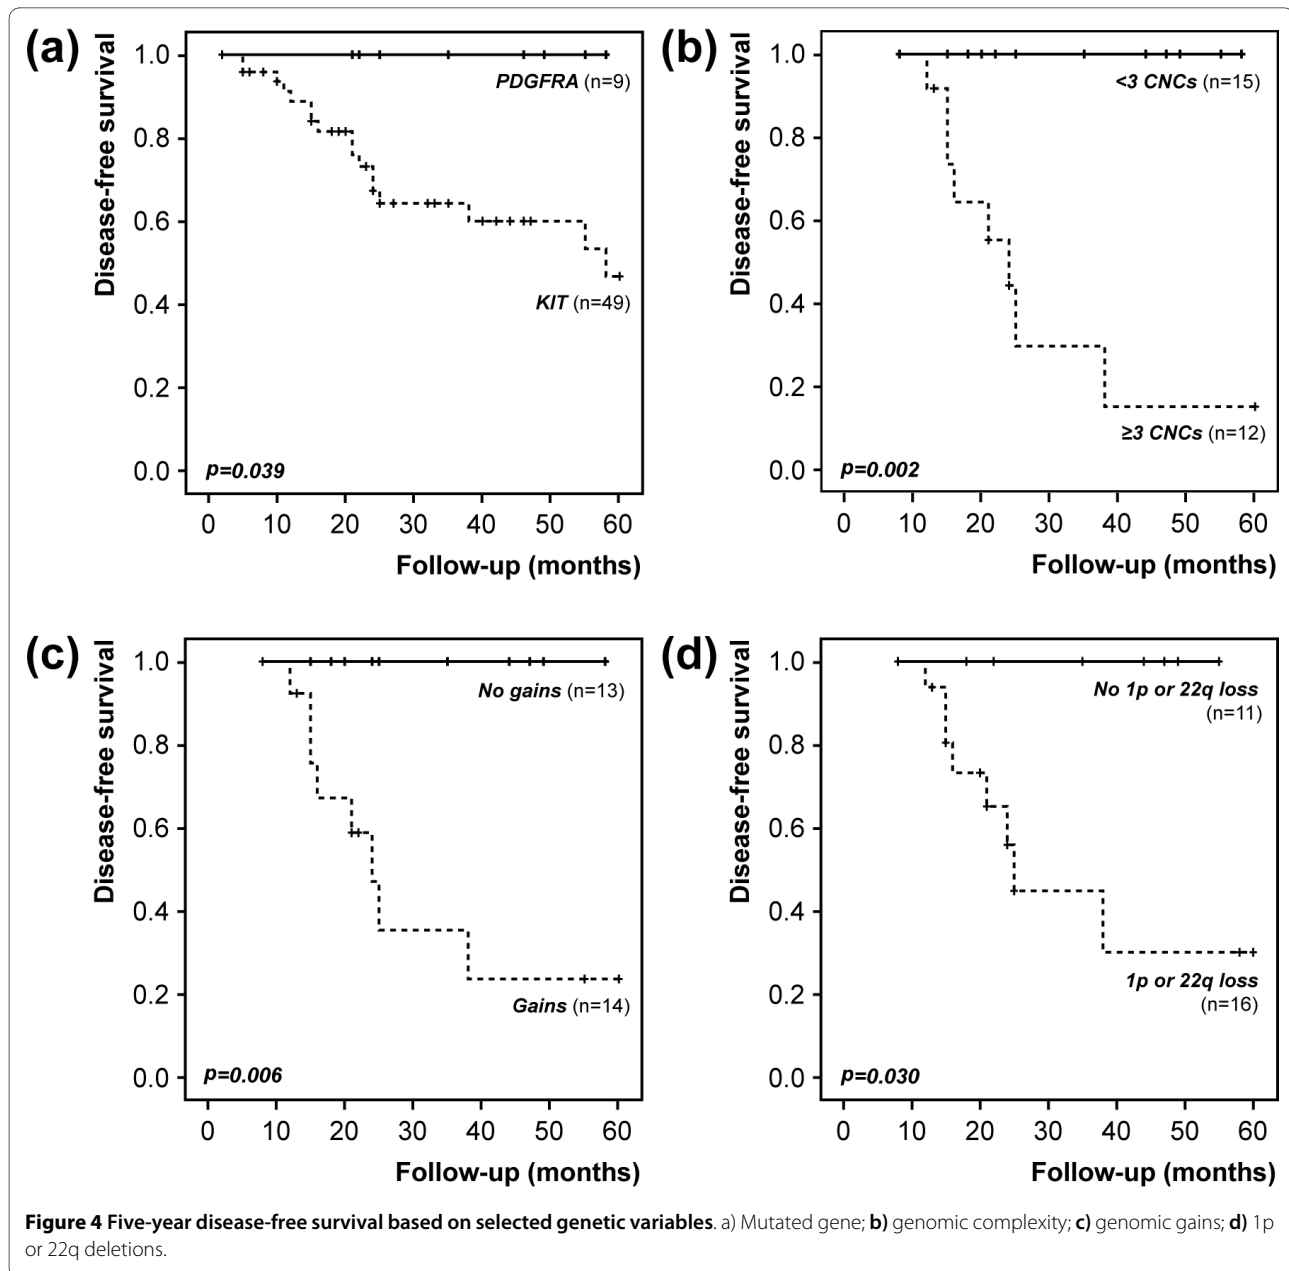 (a)
Disease-free survival
1.0
0.8
0.6
0.4
0.2
0.0
PDGFRA (n=9)
KIT (n=49)
p=0.039
0 10 20 30 40 50 60
Follow-up (months)
(b)
Disease-free survival
1.0
0.8
0.6
0.4
0.2
0.0
<3 CNCs (n=15)
≥3 CNCs (n=12)
p=0.002
0 10 20 30 40 50 60
Follow-up (months)
(c)
Disease-free survival
1.0
0.8
0.6
0.4
0.2
0.0
No gains (n=13)
Gains (n=14)
p=0.006
0 10 20 30 40 50 60
Follow-up (months)
(d)
Disease-free survival
1.0
0.8
0.6
0.4
0.2
0.0
No 1p or 22q loss
(n=11)
1p or 22q loss
(n=16)
p=0.030
0 10 20 30 40 50 60
Follow-up (months)
Figure 4 Five-year disease-free survival based on selected genetic variables. a) Mutated gene; b) genomic complexity; c) genomic gains; d) 1p
or 22q deletions.